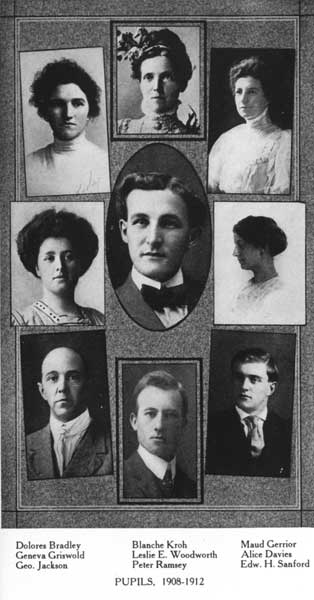 Dolores Bradley Blanche Kroh Maud Gerrior
Geneva Griswold Leslie E. Woodworth Alice Davies
Geo. Jackson Peter Ramsey Edw. H. Sanford
PUPILS, 1908-1912